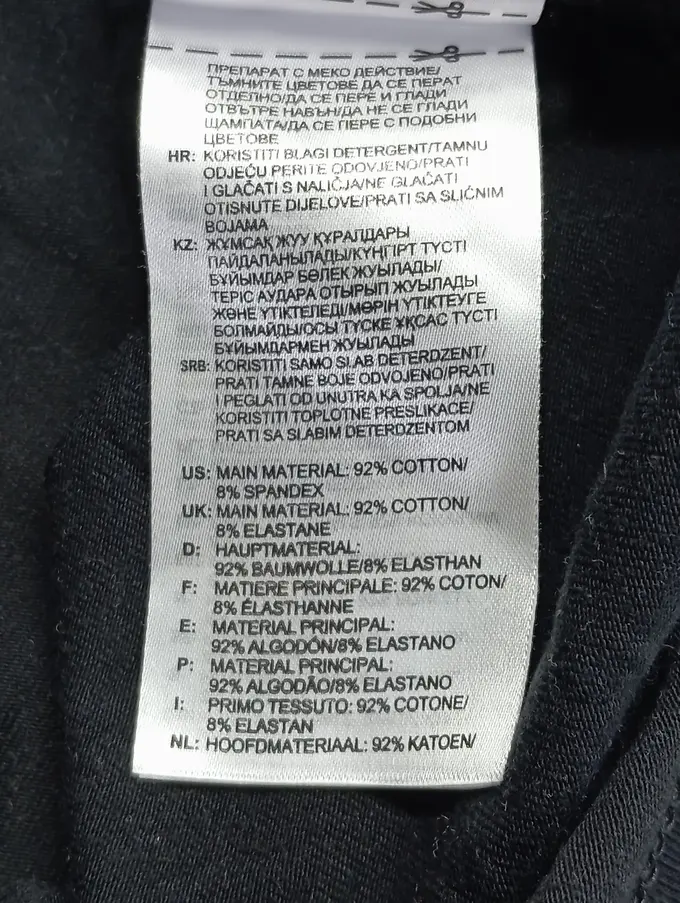 ПРЕПАРАТ С МЕКО ДЕЙСТВИЕ/
ТЪМНИТЕ ЦВЕТОВЕ ДА СЕ ПЕРАТ
ОТДЕЛНО/ДА СЕ ПЕРЕ И ГЛАДИ
ОТВЪТРЕ НАВЪН/ДА НЕ СЕ ГЛАДИ
ЩАМПАТА/ДА СЕ ПЕРЕ С ПОДОБНИ
ЦВЕТОВЕ
HR: KORISTITI BLAGI DETERGENT/TAMNU
ODJEĆU PERITE ODOVJENO/PRATI
I GLAČATI S NALIČJA/NE GLAČATI
OTISNUTE DIJELOVE/PRATI SA SLIČNIM
BOJAMA
KZ: ЖҰМСАҚ ЖУУ ҚҰРАЛДАРЫ
ПАЙДАЛАНЫЛАДЫ/КҮҢГІРТ ТҮСТІ
БҰЙЫМДАР БӨЛЕК ЖУЫЛАДЫ/
ТЕРІС АУДАРА ОТЫРЫП ЖУЫЛАДЫ
ЖӘНЕ ҮТІКТЕЛЕДІ/МӨРІН ҮТІКТЕУГЕ
БОЛМАЙДЫ/ОСЫ ТҮСКЕ ҰҚСАС ТҮСТІ
БҰЙЫМДАРМЕН ЖУЫЛАДЫ
SRB: KORISTITI SAMO SLAB DETERDZENT/
PRATI TAMNE BOJE ODVOJENO/PRATI
I PEGLATI OD UNUTRA KA SPOLJA/NE
KORISTITI TOPLOTNE PRESLIKACE/
PRATI SA SLABIM DETERDZENTOM
US: MAIN MATERIAL: 92% COTTON/
8% SPANDEX
UK: MAIN MATERIAL: 92% COTTON/
8% ELASTANE
D: HAUPTMATERIAL:
92% BAUMWOLLE/8% ELASTHAN
F: MATIERE PRINCIPALE: 92% COTON/
8% ÉLASTHANNE
E: MATERIAL PRINCIPAL:
92% ALGODÓN/8% ELASTANO
P: MATERIAL PRINCIPAL:
92% ALGODÃO/8% ELASTANO
I: PRIMO TESSUTO: 92% COTONE/
8% ELASTAN
NL: HOOFDMATERIAAL: 92% KATOEN/